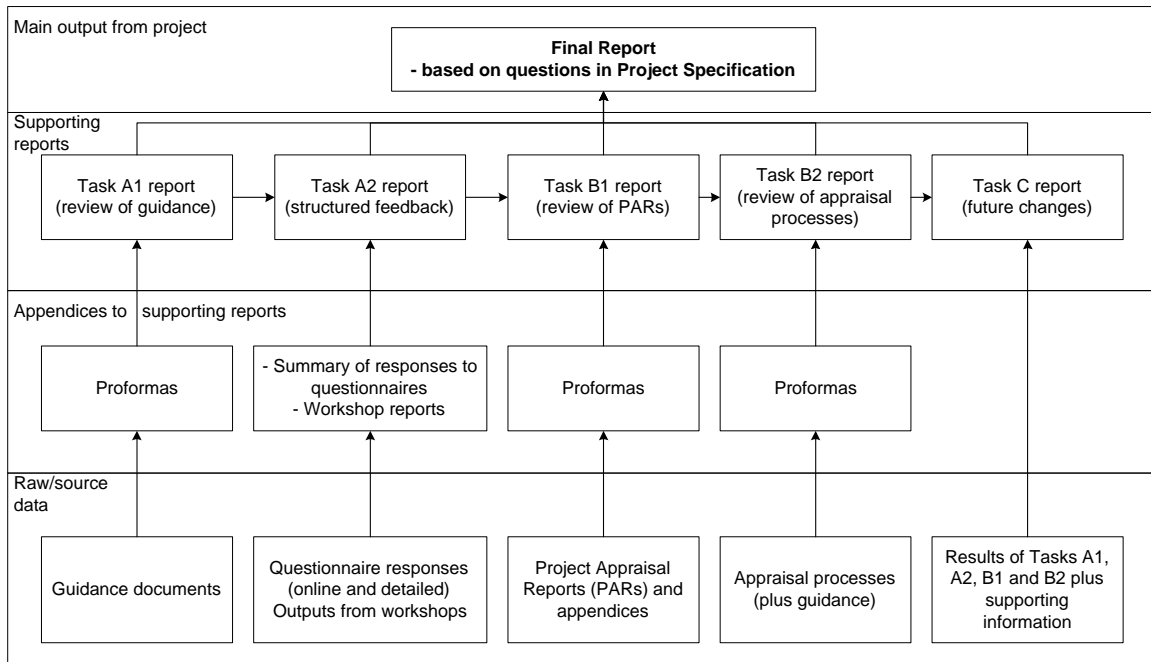 Main output from project
Final Report
- based on questions in Project Specification
Supporting
reports
Task A1 report
(review of guidance)
Task A2 report
(structured feedback)
Task B1 report
(review of PARs)
Task B2 report
(review of appraisal
processes)
Task C report
(future changes)
Appendices to supporting reports
Proformas
- Summary of responses to
questionnaires
- Workshop reports
Proformas
Proformas
Raw/source
data
Guidance documents
Questionnaire responses
(online and detailed)
Outputs from workshops
Project Appraisal
Reports (PARs) and
appendices
Appraisal processes
(plus guidance)
Results of Tasks A1,
A2, B1 and B2 plus
supporting
information